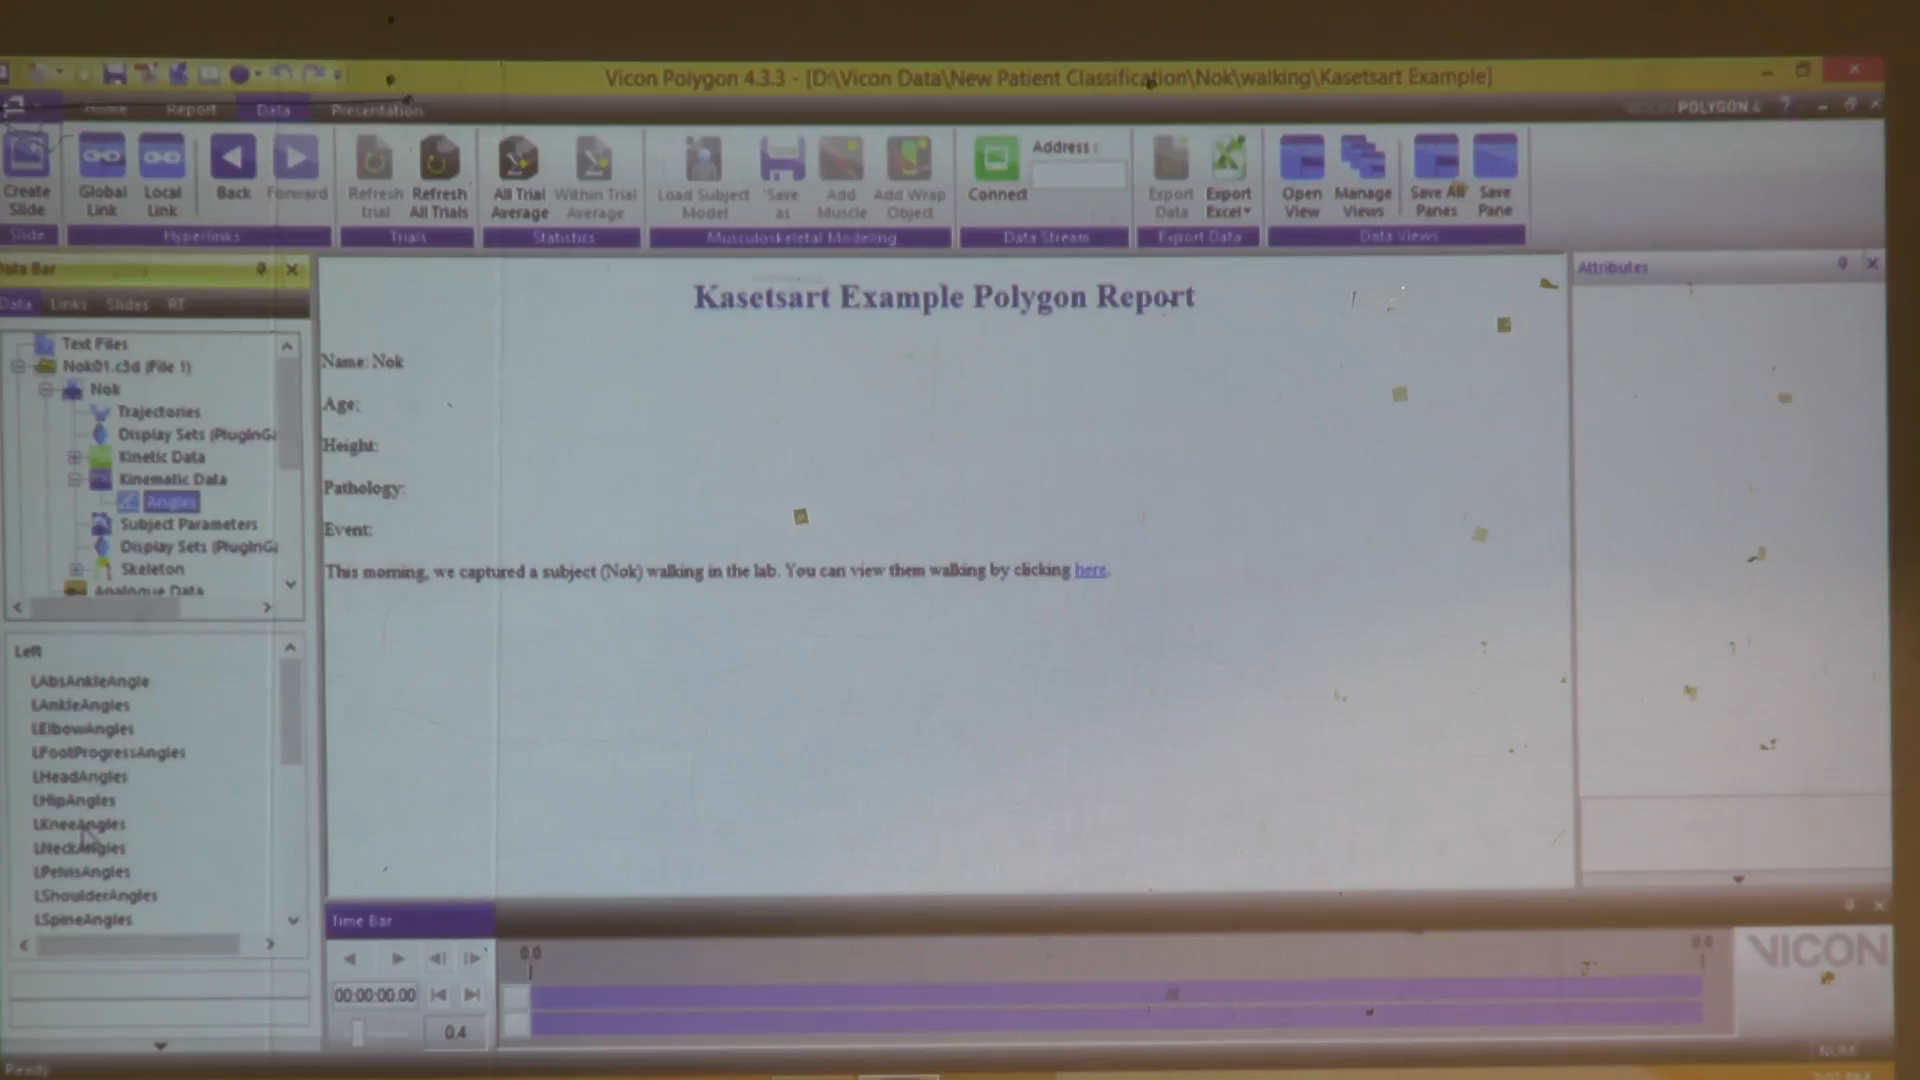 Vicon Polygon 4.3.3 - [D:\Vicon Data\New Patient Classification\Nok\walking\Kasetsart Example]
Home Report Data Presentation
POLYGON 4 ?
Create Slide
Global Link
Local Link
Back
Forward
Refresh trial
Refresh All Trials
All Trial Average
Within Trial Average
Load Subject Model
Save as
Add Muscle
Add Wrap Object
Connect
Address :
Export Data
Export Excel
Open View
Manage Views
Save All Panes
Save Pane
Slide
Hyperlinks
Trials
Statistics
Musculoskeletal Modeling
Data Stream
Export Data
Data Views
Data Bar
Data Links Slides RT
Text Files
Nok01.c3d (File 1)
Nok
Trajectories
Display Sets (PluginGa
Kinetic Data
Kinematic Data
Angles
Subject Parameters
Display Sets (PluginGa
Skeleton
Analogue Data
Left
LAbsAnkleAngle
LAnkleAngles
LElbowAngles
LFootProgressAngles
LHeadAngles
LHipAngles
LKneeAngles
LNeckAngles
LPelvisAngles
LShoulderAngles
LSpineAngles
Kasetsart Example Polygon Report
Name: Nok
Age:
Height:
Pathology:
Event:
This morning, we captured a subject (Nok) walking in the lab. You can view them walking by clicking here.
Attributes
Time Bar
0.0
0.0
00:00:00.00
0.4
VICON
Ready
NUM